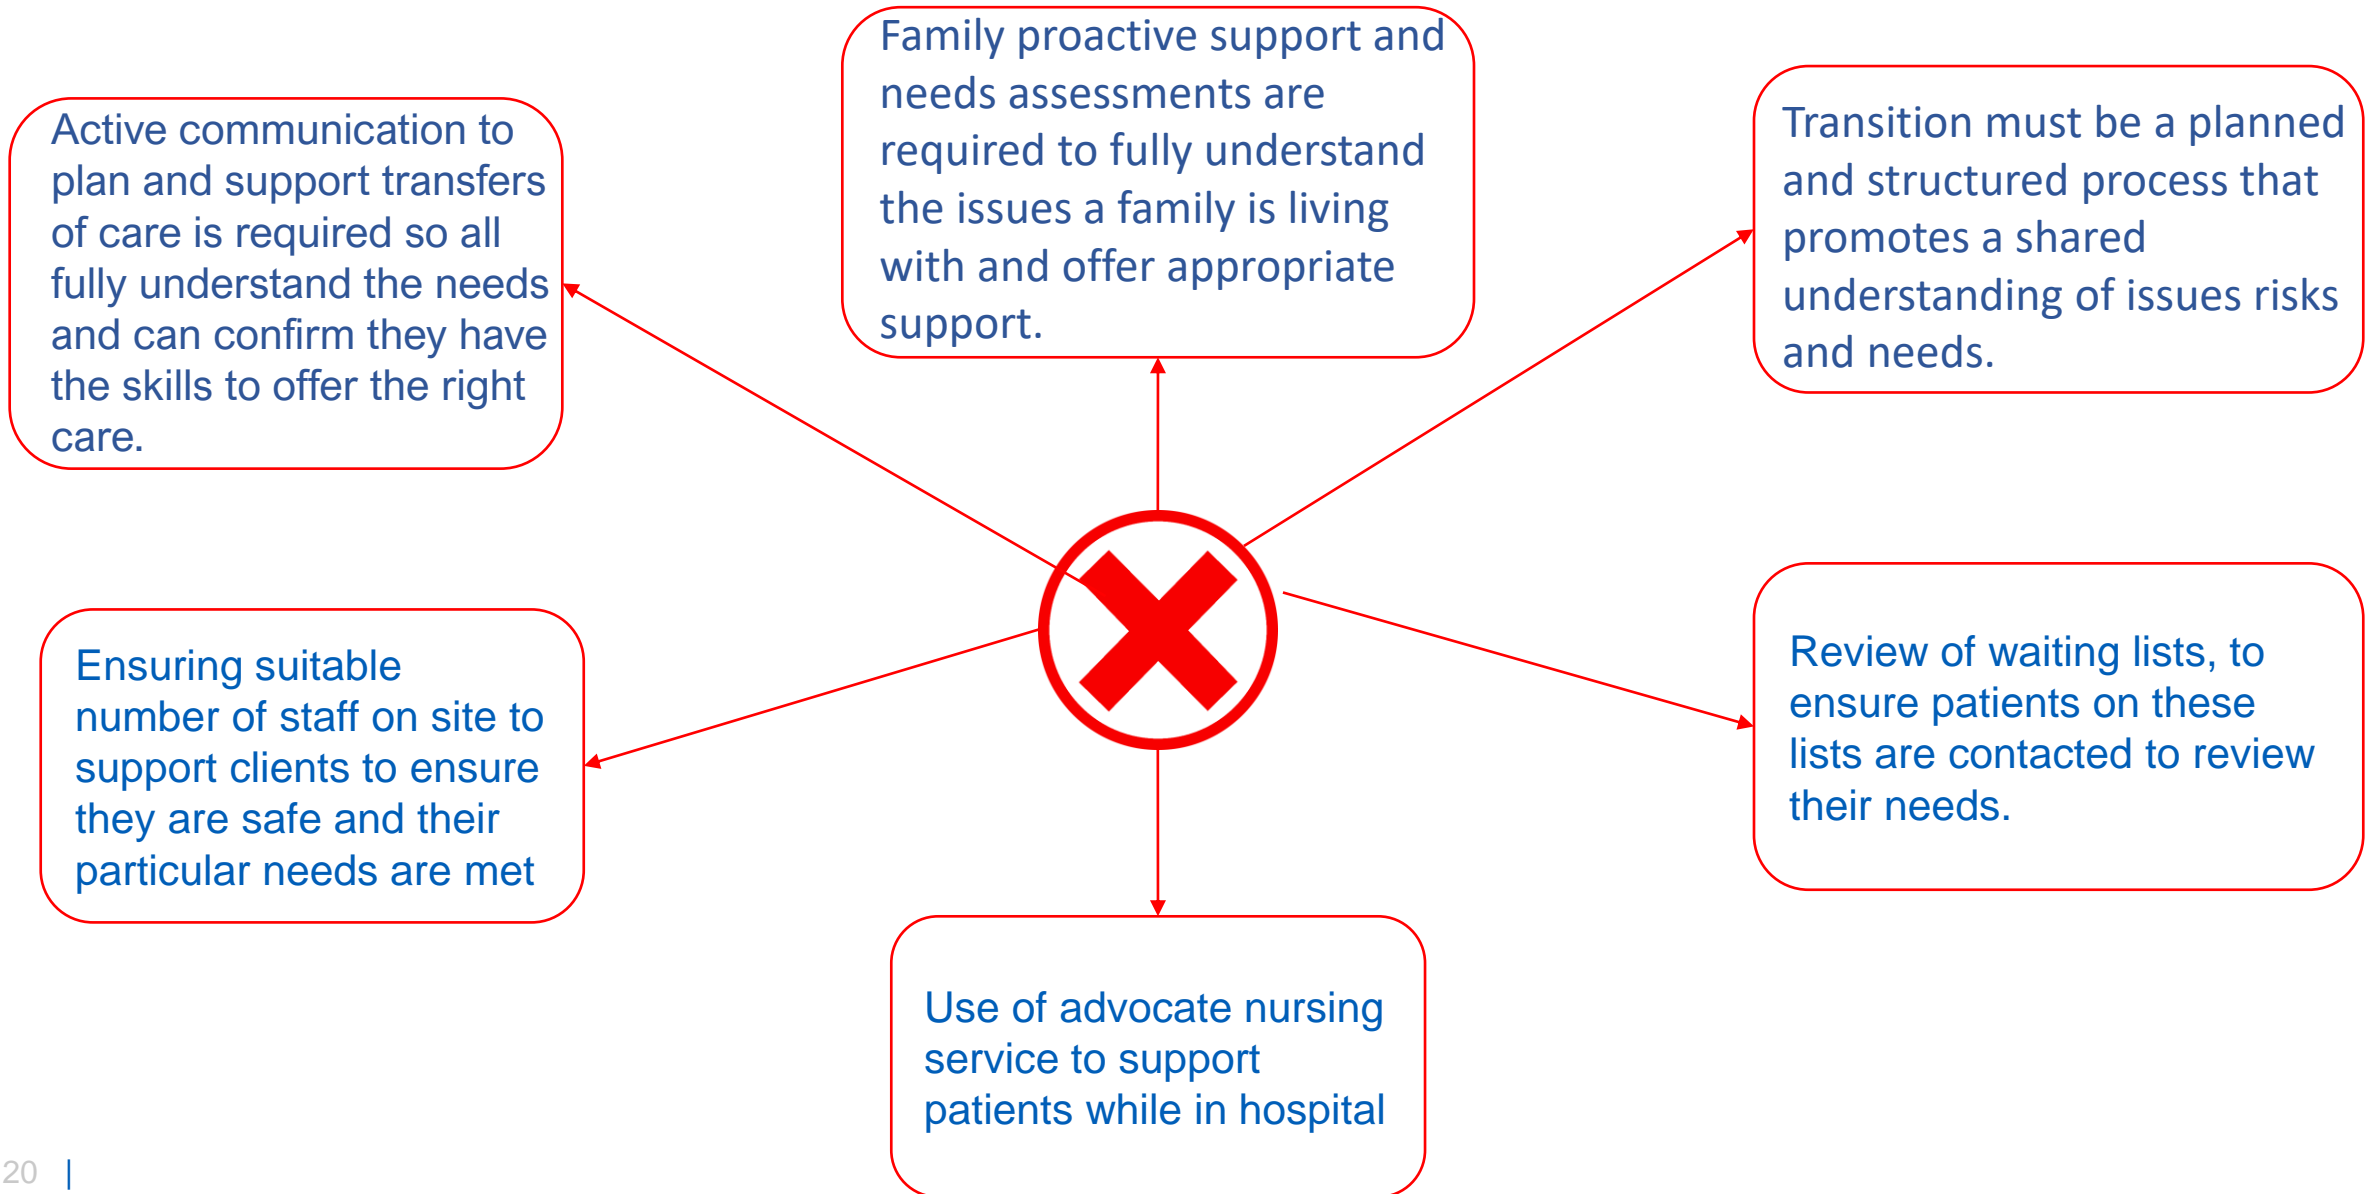 Family proactive support and
needs assessments are
required to fully understand
the issues a family is living
with and offer appropriate
support.
Active communication to
plan and support transfers
of care is required so all
fully understand the needs
and can confirm they have
the skills to offer the right
care.
Transition must be a planned
and structured process that
promotes a shared
understanding of issues risks
and needs.
Ensuring suitable
number of staff on site to
support clients to ensure
they are safe and their
particular needs are met
Review of waiting lists, to
ensure patients on these
lists are contacted to review
their needs.
Use of advocate nursing
service to support
patients while in hospital
20 |